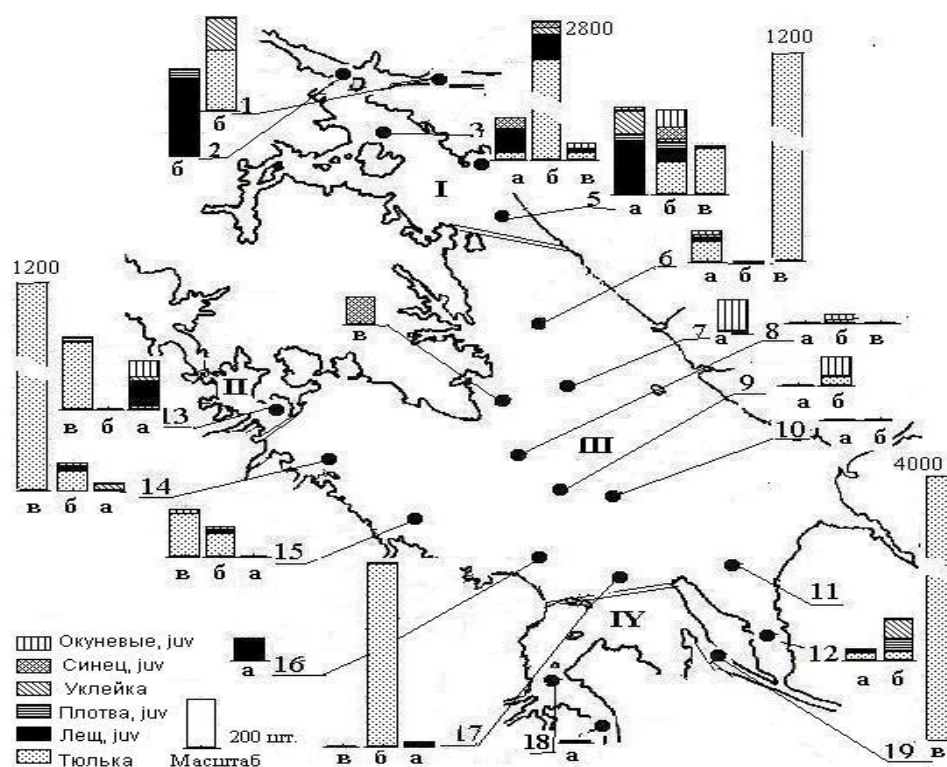 2800
1200
1
б
2
б
3
а б в
I
5
а б в
6
а б в
1200
в
7
а
8
а б в
II
9
а б
в б а
13
III
10
а б
4000
14
в б а
15
в б а
11
IY
12
а б
Окуневые, juv
Синец, juv
Уклейка
Плотва, juv
Лещ, juv
Тюлька
а
16
200 шт.
Масштаб
в б а
17
18
а
19
в